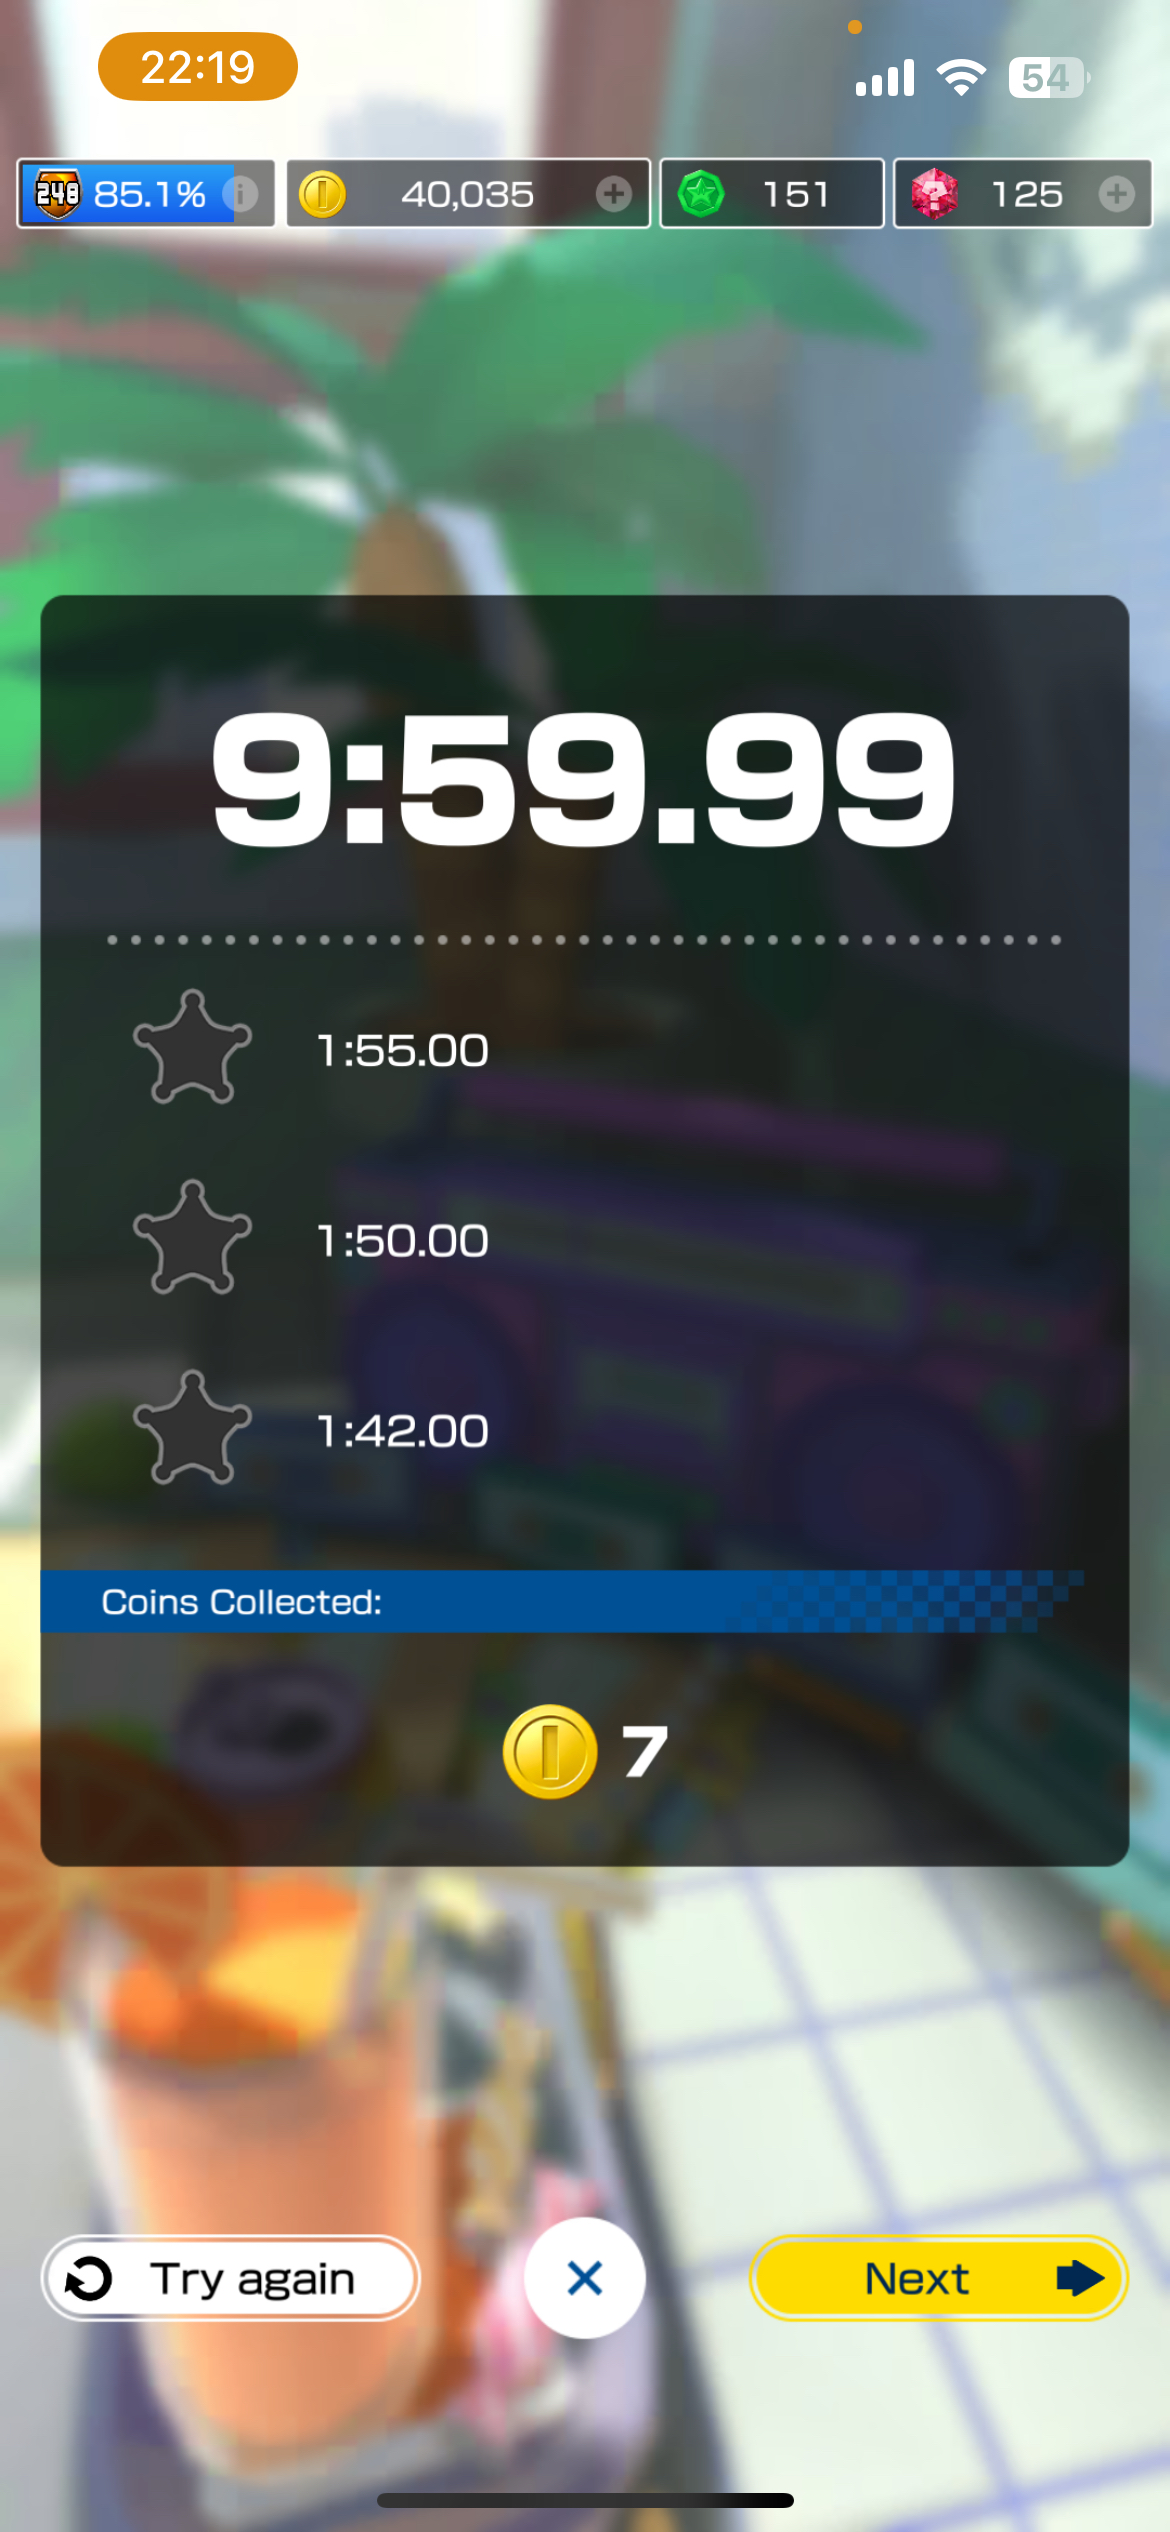 22:19
54
248 85.1% i 40,035 + 151 125 +
9:59.99
1:55.00
1:50.00
1:42.00
Coins Collected:
7
Try again × Next